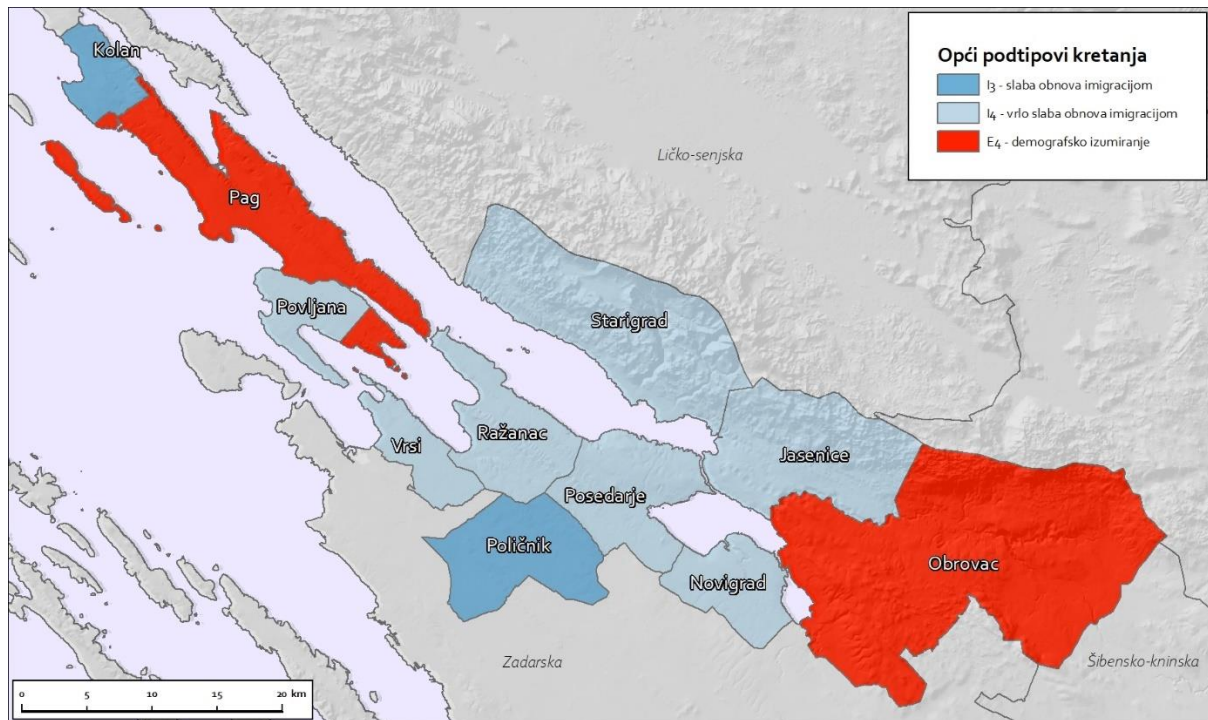 Opći podtipovi kretanja
I3 - slaba obnova imigracijom
I4 - vrlo slaba obnova imigracijom
E4 - demografsko izumiranje
Kolan
Ličko-senjska
Pag
Povljana
Starigrad
Ražanac
Vrsi
Jasenice
Posedarje
Poličnik
Obrovac
Novigrad
Zadarska
Šibensko-kninska
0 5 10 15 20 km